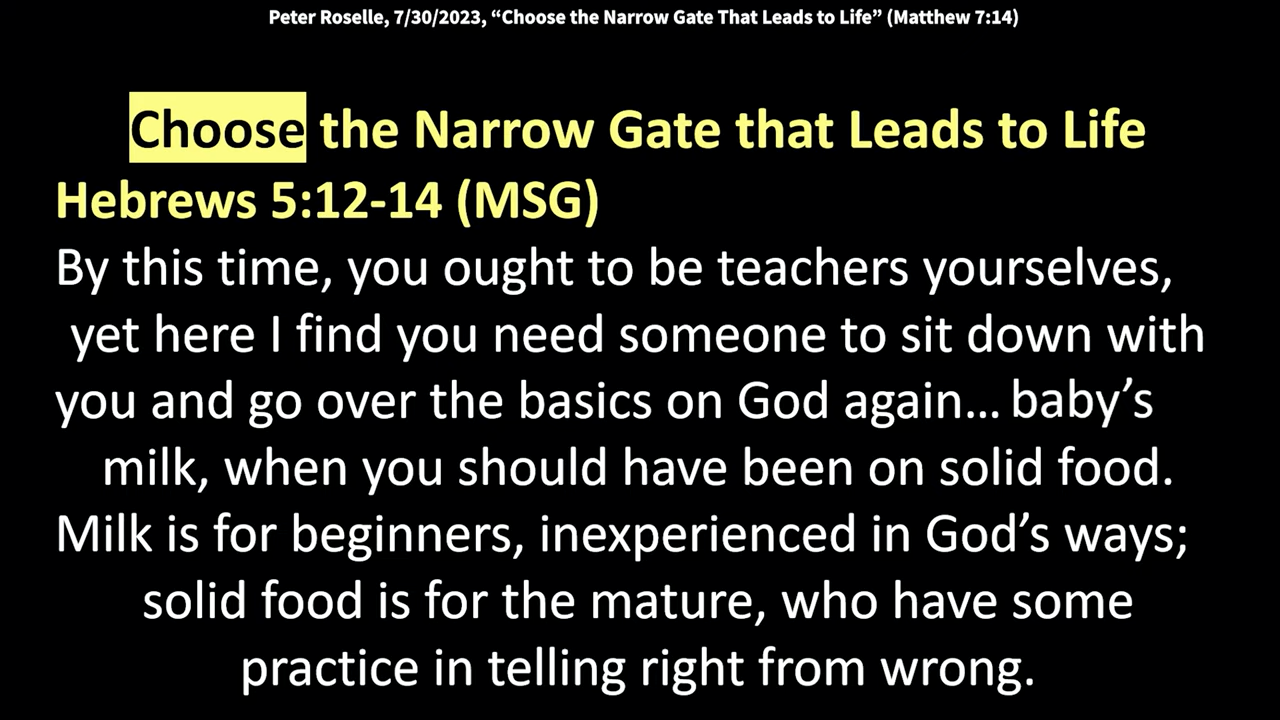 Peter Roselle, 7/30/2023, “Choose the Narrow Gate That Leads to Life” (Matthew 7:14)
Choose the Narrow Gate that Leads to Life
Hebrews 5:12-14 (MSG)
By this time, you ought to be teachers yourselves,
yet here I find you need someone to sit down with
you and go over the basics on God again… baby’s
milk, when you should have been on solid food.
Milk is for beginners, inexperienced in God’s ways;
solid food is for the mature, who have some
practice in telling right from wrong.